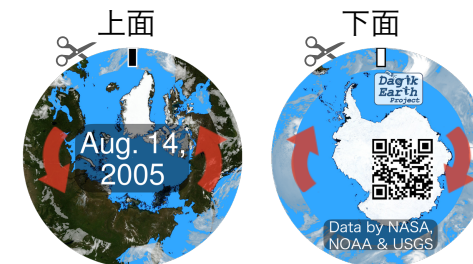 上面
下面
Aug. 14,
2005
Dagik
Earth
Project
Data by NASA,
NOAA & USGS